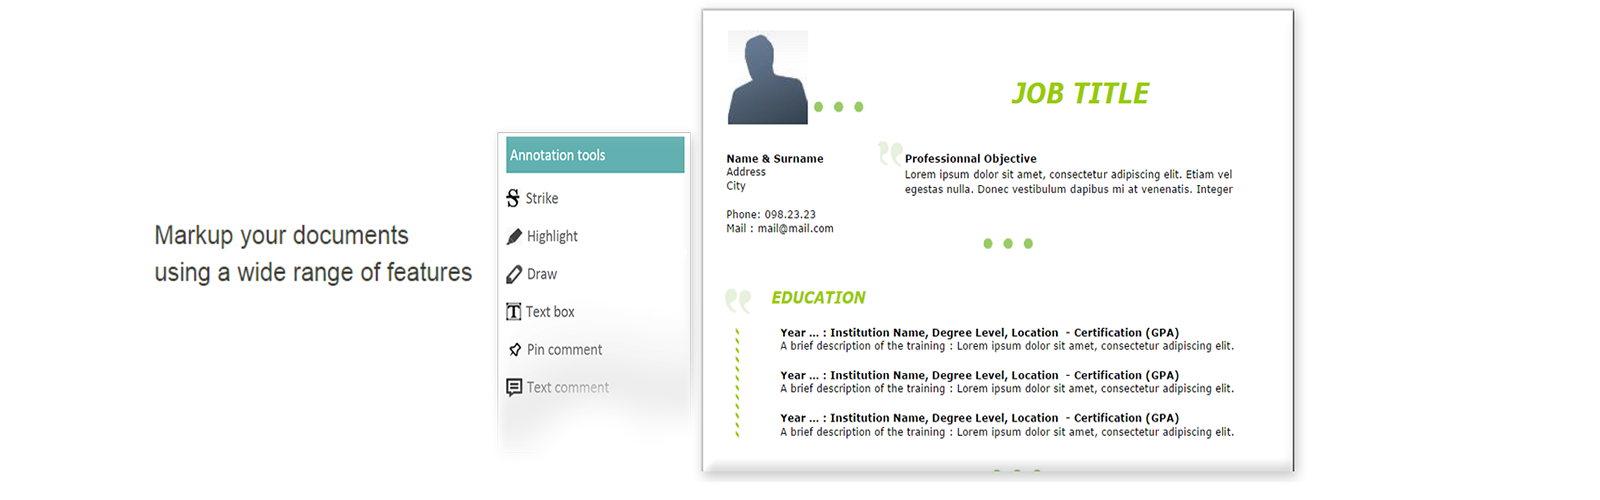 Markup your documents
using a wide range of features
Annotation tools
Strike
Highlight
Draw
Text box
Pin comment
Text comment
JOB TITLE
Name & Surname
Address
City
Phone: 098.23.23
Mail : mail@mail.com
Professionnal Objective
Lorem ipsum dolor sit amet, consectetur adipiscing elit. Etiam vel
egestas nulla. Donec vestibulum dapibus mi at venenatis. Integer
EDUCATION
Year ... : Institution Name, Degree Level, Location  - Certification (GPA)
A brief description of the training : Lorem ipsum dolor sit amet, consectetur adipiscing elit.
Year ... : Institution Name, Degree Level, Location  - Certification (GPA)
A brief description of the training : Lorem ipsum dolor sit amet, consectetur adipiscing elit.
Year ... : Institution Name, Degree Level, Location  - Certification (GPA)
A brief description of the training : Lorem ipsum dolor sit amet, consectetur adipiscing elit.